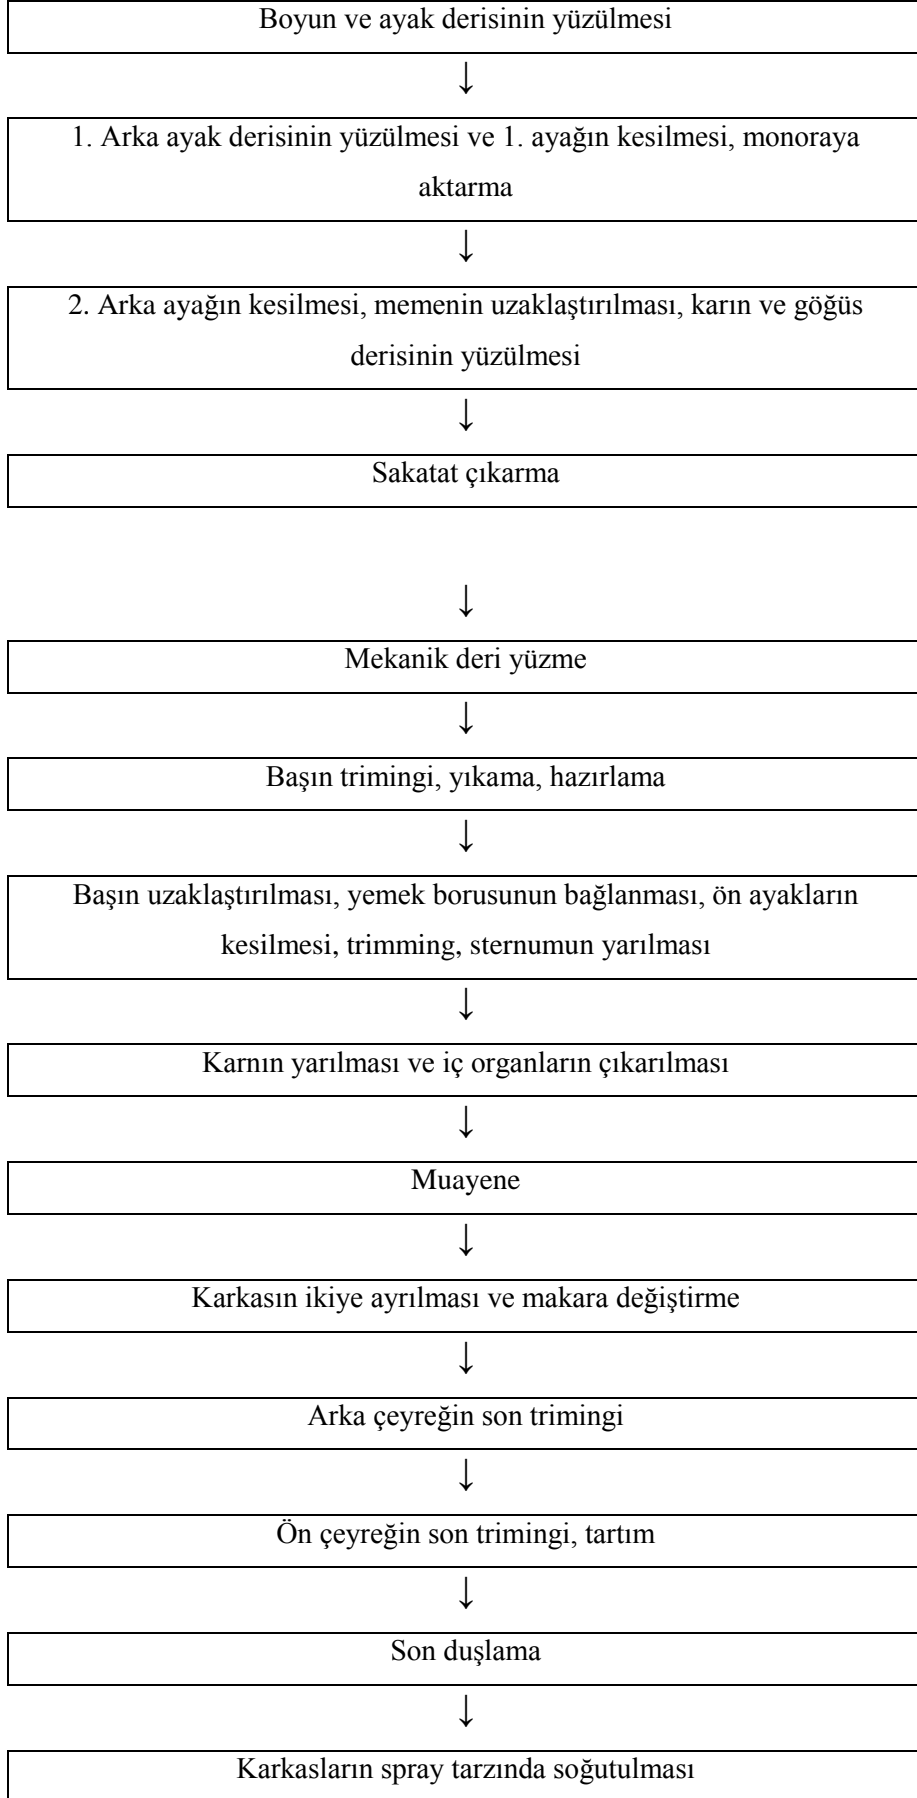 Boyun ve ayak derisinin yüzülmesi
↓
1. Arka ayak derisinin yüzülmesi ve 1. ayağın kesilmesi, monoraya
aktarma
↓
2. Arka ayağın kesilmesi, memenin uzaklaştırılması, karın ve göğüs
derisinin yüzülmesi
↓
Sakatat çıkarma
↓
Mekanik deri yüzme
↓
Başın trimingi, yıkama, hazırlama
↓
Başın uzaklaştırılması, yemek borusunun bağlanması, ön ayakların
kesilmesi, trimming, sternumun yarılması
↓
Karnın yarılması ve iç organların çıkarılması
↓
Muayene
↓
Karkasın ikiye ayrılması ve makara değiştirme
↓
Arka çeyreğin son trimingi
↓
Ön çeyreğin son trimingi, tartım
↓
Son duşlama
↓
Karkasların spray tarzında soğutulması